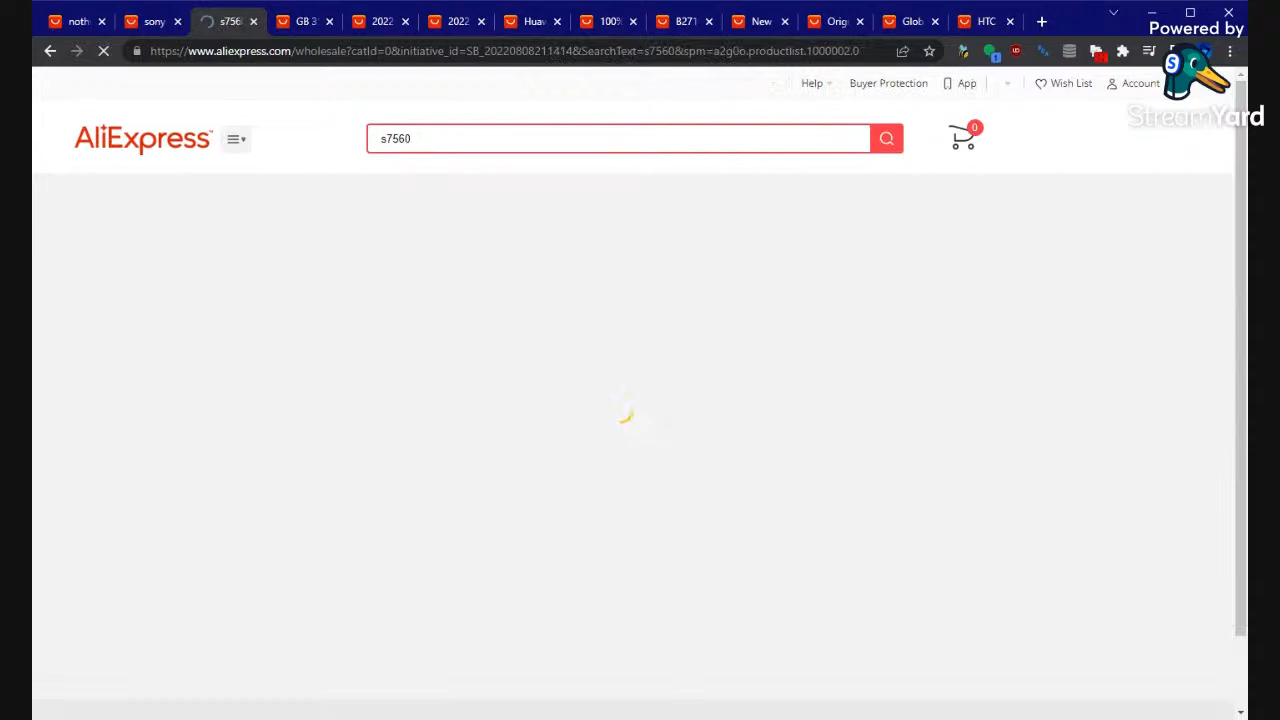 noth
sony
s756
GB 3
2022
2022
Huav
100%
B271
New
Orig
Glob
HTC
Powered by
https://www.aliexpress.com/wholesale?catId=0&initiative_id=SB_20220808211414&SearchText=s7560&spm=a2g0o.productlist.1000002.0
Help
Buyer Protection
App
Wish List
Account
StreamYard
AliExpress
s7560
0